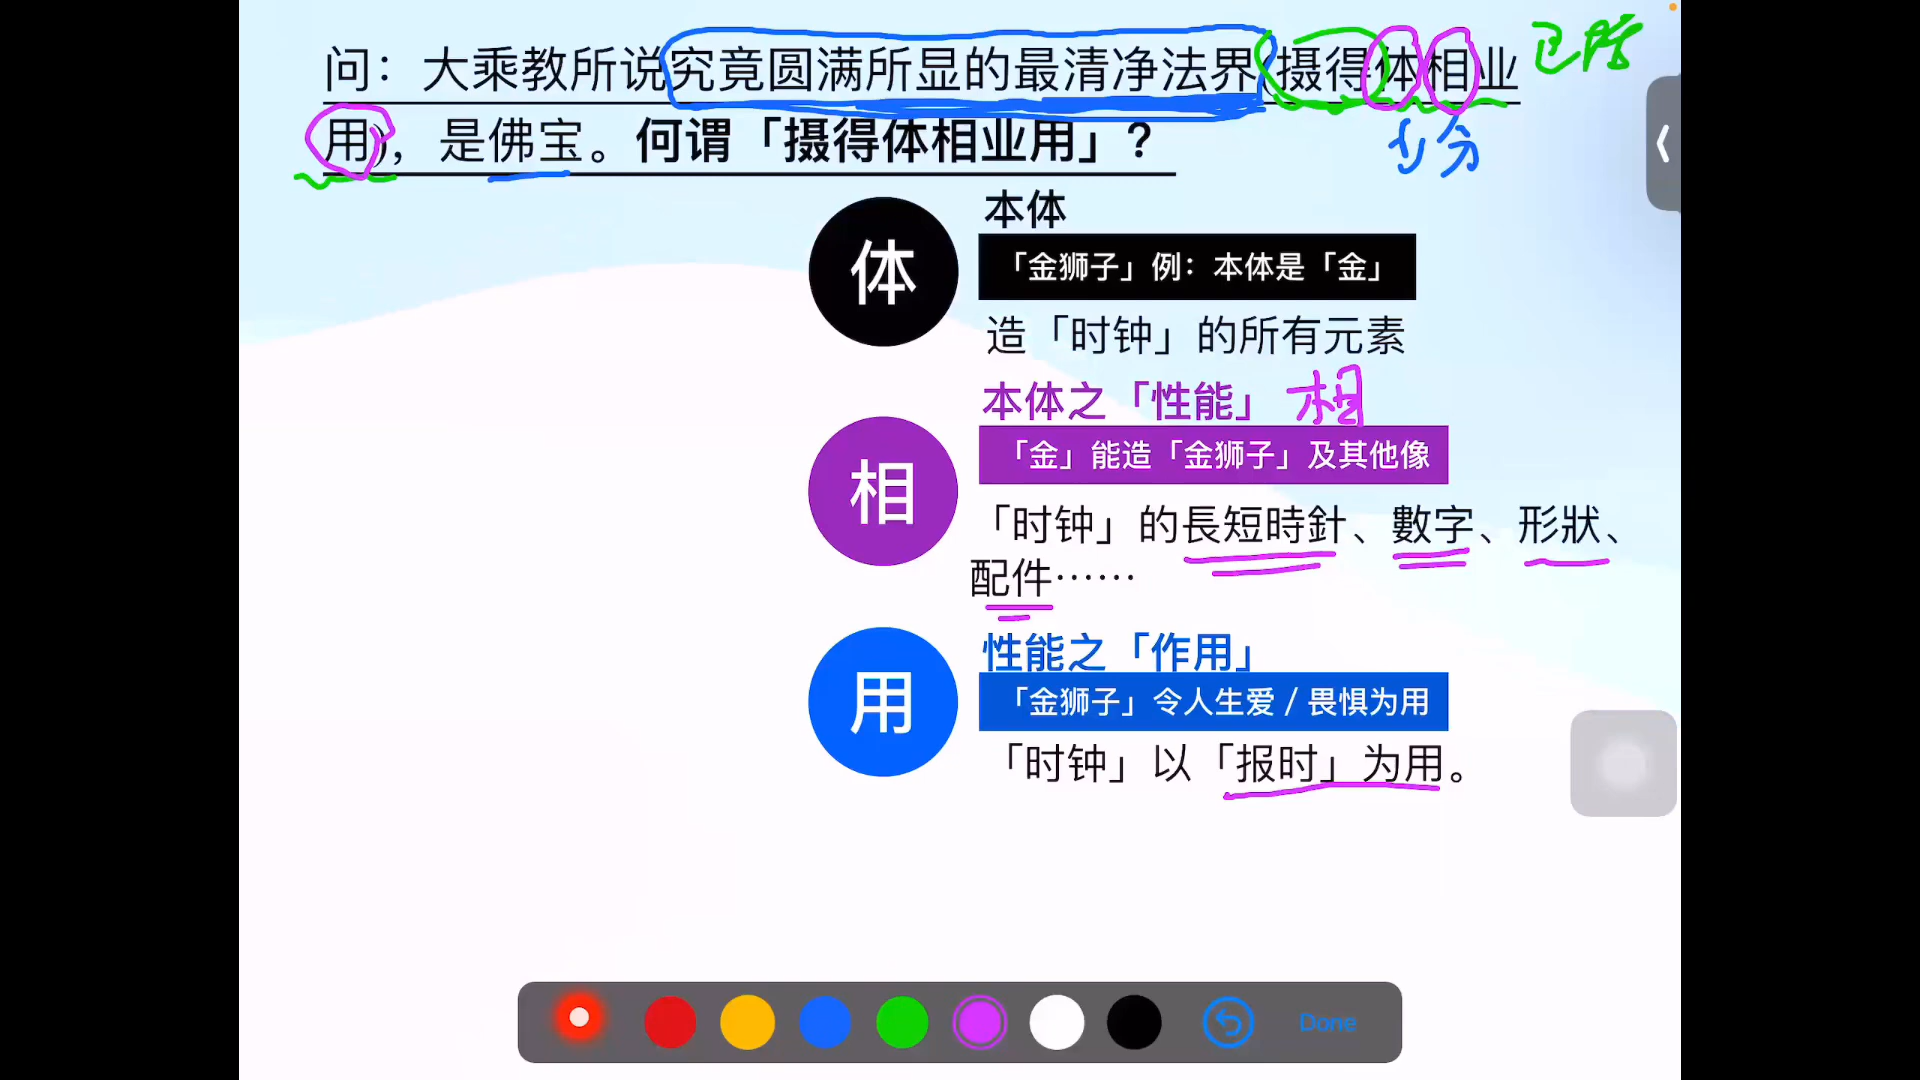 问：大乘教所说究竟圆满所显的最清净法界(摄得体相业
用)，是佛宝。何谓「摄得体相业用」？
体
本体
「金狮子」例：本体是「金」
造「时钟」的所有元素
相
本体之「性能」 相
「金」能造「金狮子」及其他像
「时钟」的長短時針、數字、形狀、
配件……
用
性能之「作用」
「金狮子」令人生爱 / 畏惧为用
「时钟」以「报时」为用。
Done